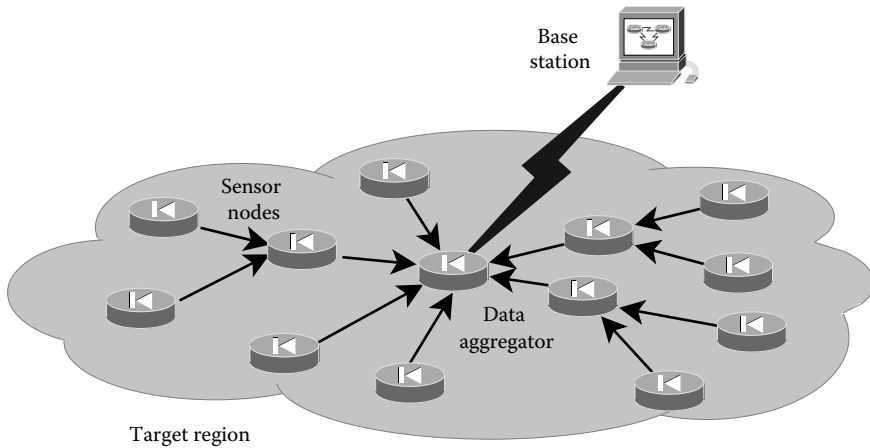 Base
station
Sensor
nodes
Data
aggregator
Target region